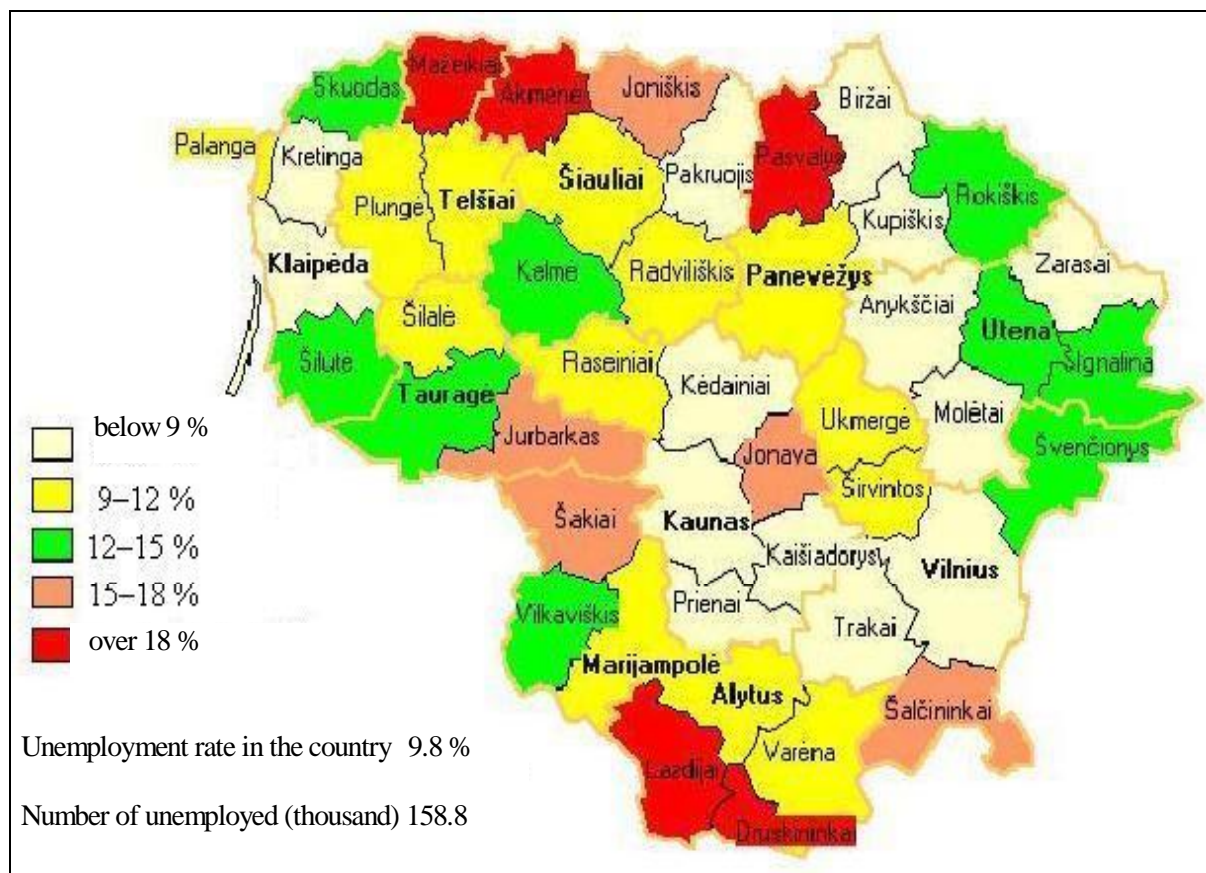 Mažeikiai
Skuodas
Akmenė
Joniškis
Biržai
Palanga
Kretinga
Šiauliai
Pakruojis
Pasvalys
Rokiškis
Plungė
Telšiai
Kupiškis
Klaipėda
Kelmė
Radviliškis
Panevėžys
Zarasai
Anykščiai
Šilalė
Utena
Šilutė
Raseiniai
Kėdainiai
Ignalina
Tauragė
Ukmergė
Molėtai
below 9 %
Jurbarkas
Jonava
Švenčionys
9–12 %
Širvintos
Šakiai
Kaunas
12–15 %
Kaišiadorys
Vilnius
15–18 %
Vilkaviškis
Prienai
Trakai
over 18 %
Marijampolė
Alytus
Šalčininkai
Unemployment rate in the country 9.8 %
Varėna
Lazdijai
Number of unemployed (thousand) 158.8
Druskininkai